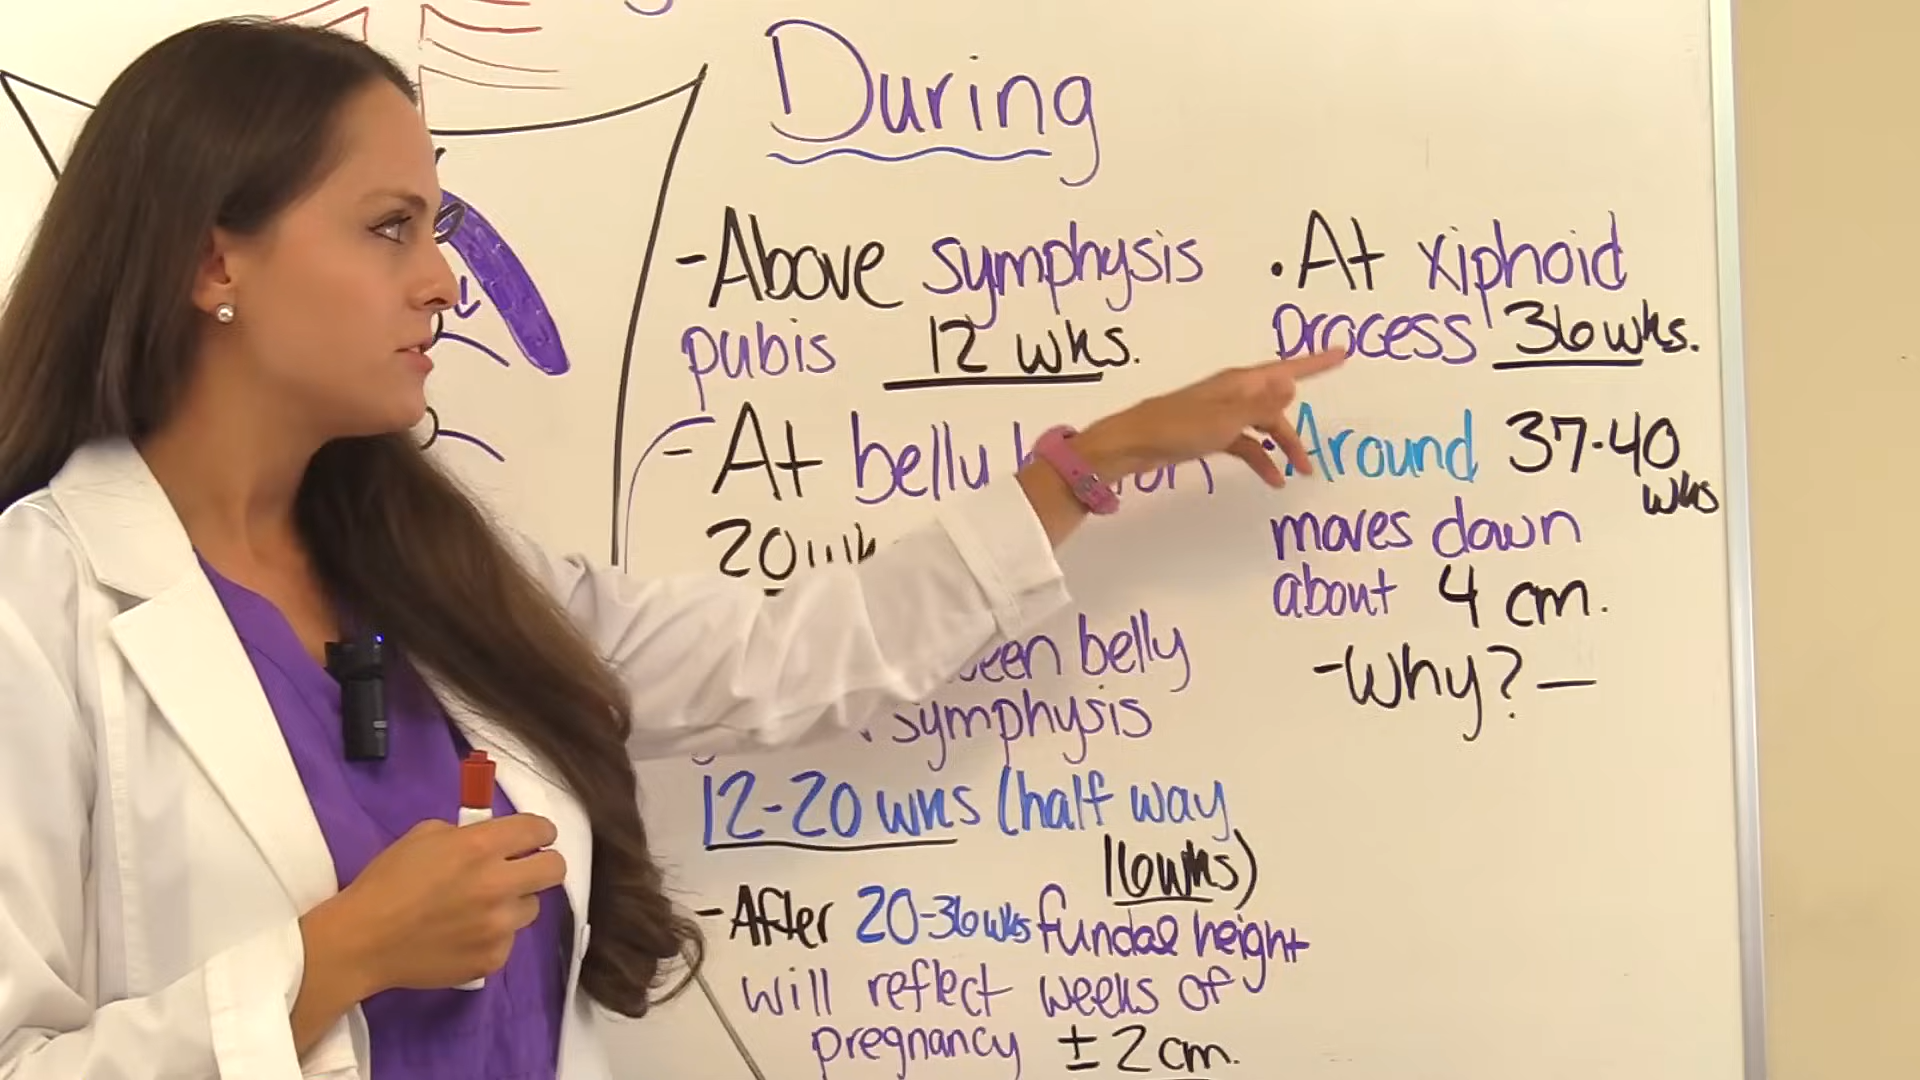 During
-Above symphysis
pubis 12 wks.
- At belly
20
belly
symphysis
12-20 wks (half way
16wks)
-After 20-36wks fundal height
will reflect weeks of
pregnancy ± 2cm.
• At xiphoid
process 36wks.
• Around 37-40
wks
moves down
about 4 cm.
-Why? —